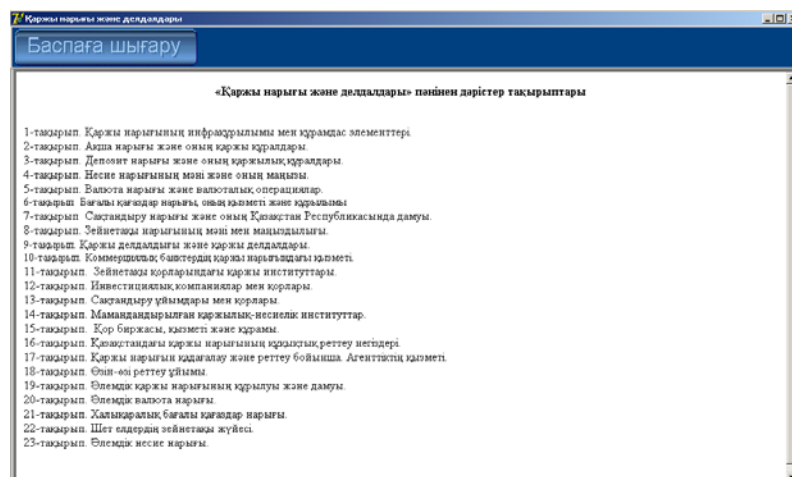 Қаржы нарығы және делдалдары
Баспаға шығару
«Қаржы нарығы және делдалдары» пәнінен дәрістер тақырыптары
1-тақырып. Қаржы нарығының инфрақұрылымы мен құрамдас элементтері.
2-тақырып. Ақша нарығы және оның қаржы құралдары.
3-тақырып. Депозит нарығы және оның қаржылық құралдары.
4-тақырып. Несие нарығының мәні және оның маңызы.
5-тақырып. Валюта нарығы және валюталық операциялар.
6-тақырып Бағалы қағаздар нарығы, оның қызметі және құрылымы
7-тақырып. Сақтандыру нарығы және оның Қазақстан Республикасында дамуы.
8-тақырып. Зейнетақы нарығының мәні мен маңыздылығы.
9-тақырып. Қаржы делдалдығы және қаржы делдалдары.
10-тақырып. Коммерциялық банктердің қаржы нарығындағы қызметі.
11-тақырып. Зейнетақы қорларындағы қаржы институттары.
12-тақырып. Инвестициялық компаниялар мен қорлары.
13-тақырып. Сақтандыру ұйымдары мен қорлары.
14-тақырып. Мамандандырылған қаржылық-несиелік институттар.
15-тақырып. Қор биржасы, қызметі және құрамы.
16-тақырып. Қазақстандағы қаржы нарығының құқықтық реттеу негіздері.
17-тақырып. Қаржы нарығын қадағалау және реттеу бойынша. Агенттіктің қызметі.
18-тақырып. Өзін-өзі реттеу ұйымы.
19-тақырып. Әлемдік қаржы нарығының құрылуы және дамуы.
20-тақырып. Әлемдік валюта нарығы.
21-тақырып. Халықаралық бағалы қағаздар нарығы.
22-тақырып. Шет елдердің зейнетақы жүйесі.
23-тақырып. Әлемдік несие нарығы.